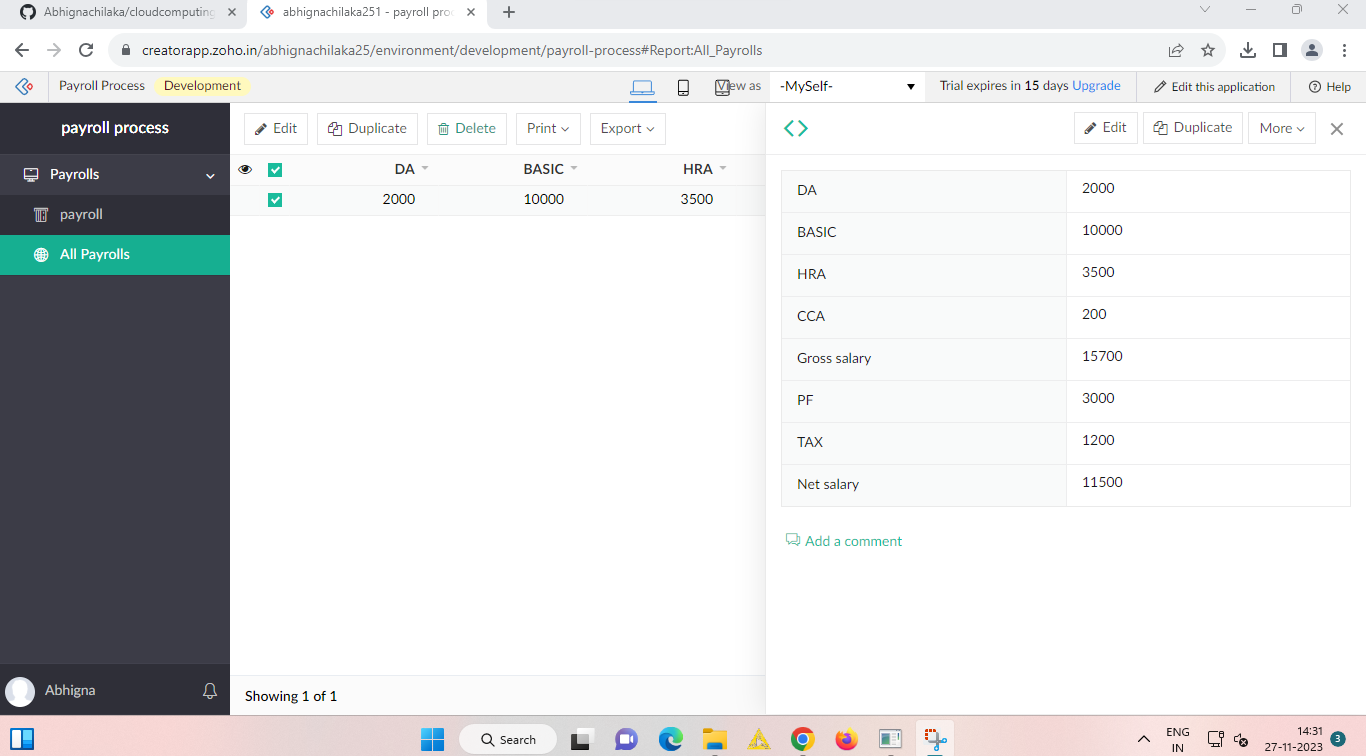 Abhignachilaka/cloudcomputing
abhignachilaka251 - payroll proc
creatorapp.zoho.in/abhignachilaka25/environment/development/payroll-process#Report:All_Payrolls
Payroll Process Development View as -MySelf- Trial expires in 15 days Upgrade Edit this application Help
payroll process
Payrolls
payroll
All Payrolls
Abhigna
Edit Duplicate Delete Print Export
DA BASIC HRA
2000 10000 3500
Showing 1 of 1
Edit Duplicate More
DA 2000
BASIC 10000
HRA 3500
CCA 200
Gross salary 15700
PF 3000
TAX 1200
Net salary 11500
Add a comment
Search
ENG
IN
14:31
27-11-2023
3